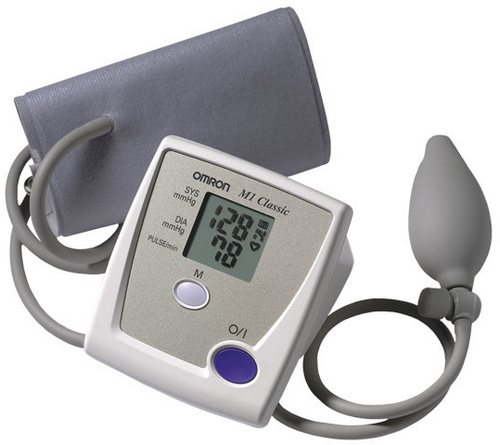 OMRON M1 Classic
SYS
mmHg
128
DIA
mmHg
78
PULSE/min
M
O/I